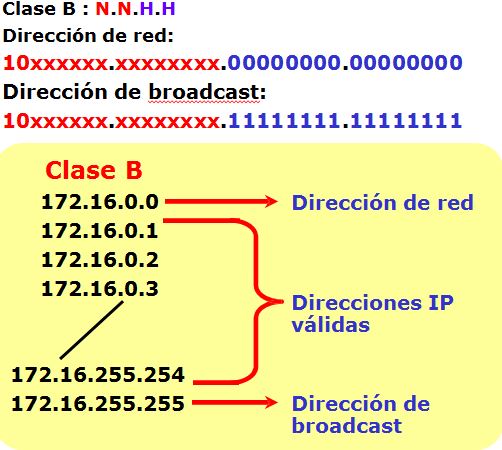 Clase B : N.N.H.H
Dirección de red:
10xxxxxx.xxxxxxxx.00000000.00000000
Dirección de broadcast:
10xxxxxx.xxxxxxxx.11111111.11111111
Clase B
172.16.0.0 Dirección de red
172.16.0.1
172.16.0.2
172.16.0.3
Direcciones IP
válidas
172.16.255.254
172.16.255.255 Dirección de
broadcast